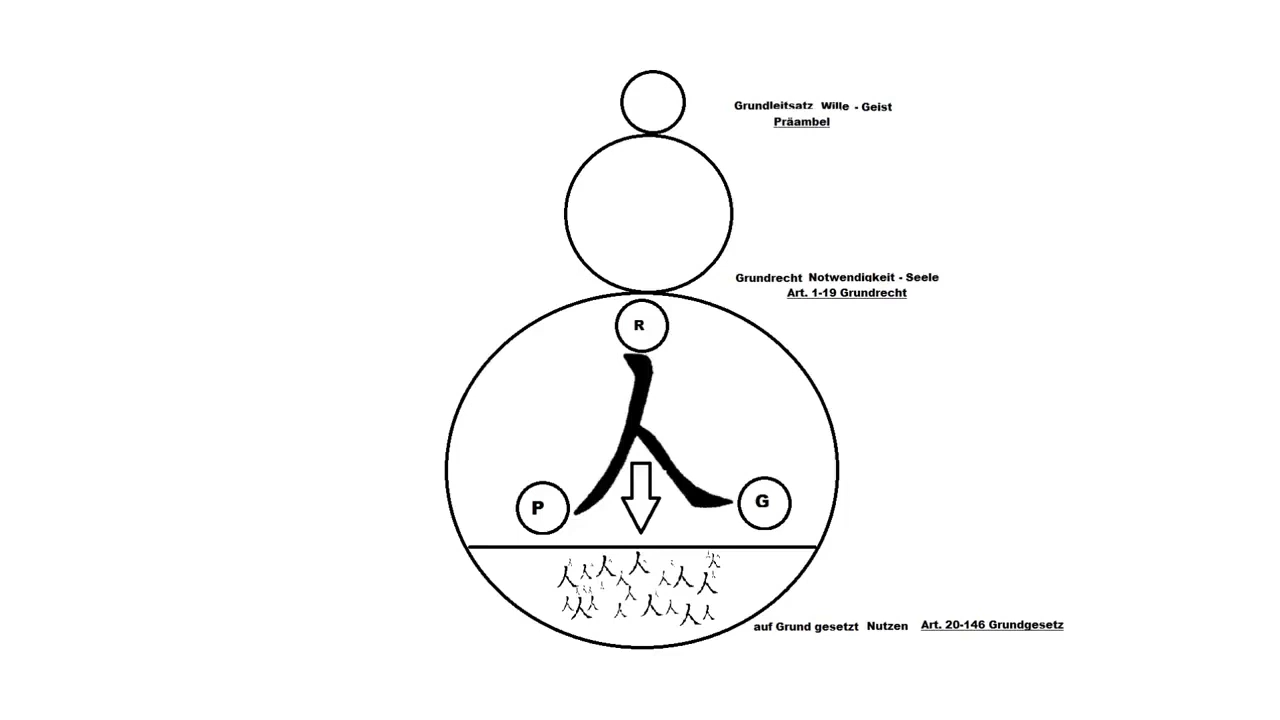 Grundleitsatz Wille - Geist
Präambel
Grundrecht Notwendigkeit - Seele
Art. 1-19 Grundrecht
R
P
G
auf Grund gesetzt Nutzen Art. 20-146 Grundgesetz